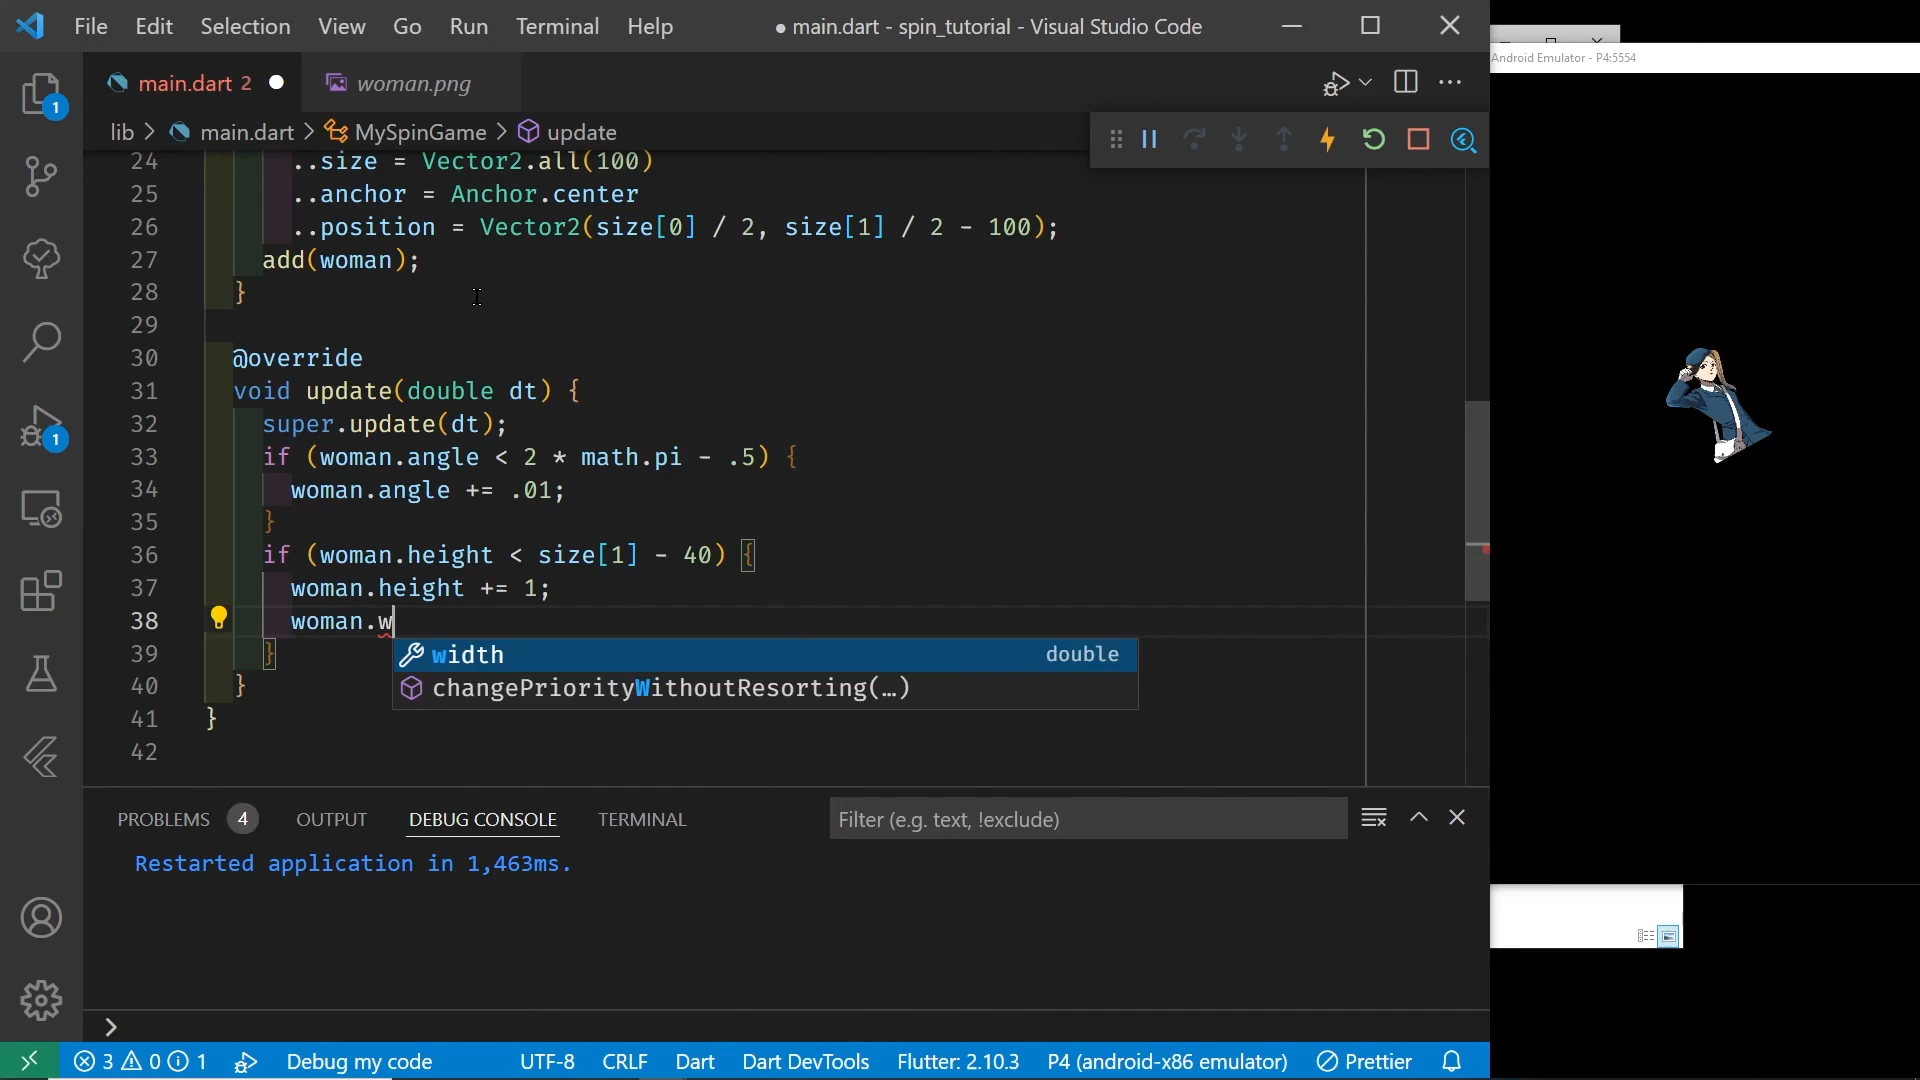 File Edit Selection View Go Run Terminal Help
● main.dart - spin_tutorial - Visual Studio Code
Android Emulator - P4:5554
1
main.dart 2
woman.png
lib > main.dart > MySpinGame > update
24 ..size = Vector2.all(100)
25 ..anchor = Anchor.center
26 ..position = Vector2(size[0] / 2, size[1] / 2 - 100);
27 add(woman);
28 }
29
30 @override
31 void update(double dt) {
32 super.update(dt);
33 if (woman.angle < 2 * math.pi - .5) {
34 woman.angle += .01;
35 }
36 if (woman.height < size[1] - 40) {
37 woman.height += 1;
38 woman.w
39 }
40 }
41 }
42
width double
changePriorityWithoutResorting(…)
1
PROBLEMS 4 OUTPUT DEBUG CONSOLE TERMINAL
Filter (e.g. text, !exclude)
Restarted application in 1,463ms.
>
3 0 1 Debug my code UTF-8 CRLF Dart Dart DevTools Flutter: 2.10.3 P4 (android-x86 emulator) Prettier